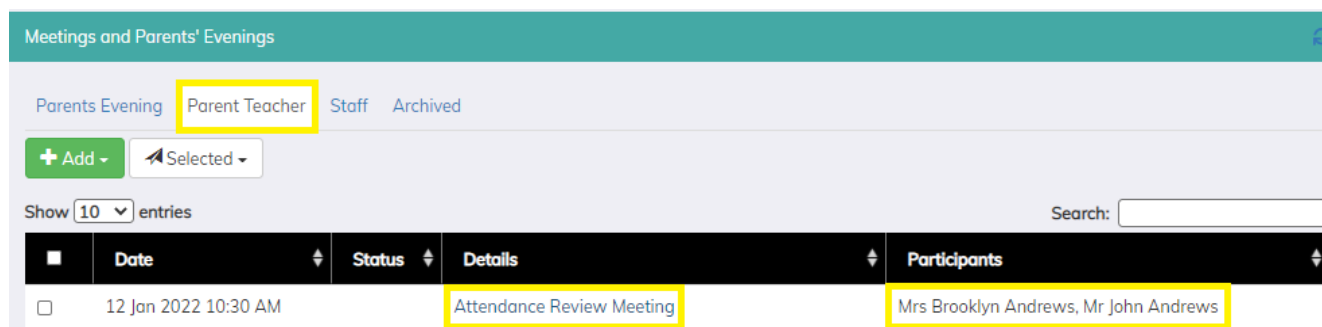 Meetings and Parents' Evenings
Parents Evening Parent Teacher Staff Archived
Add Selected
Show 10 entries Search:
Date Status Details Participants
12 Jan 2022 10:30 AM Attendance Review Meeting Mrs Brooklyn Andrews, Mr John Andrews